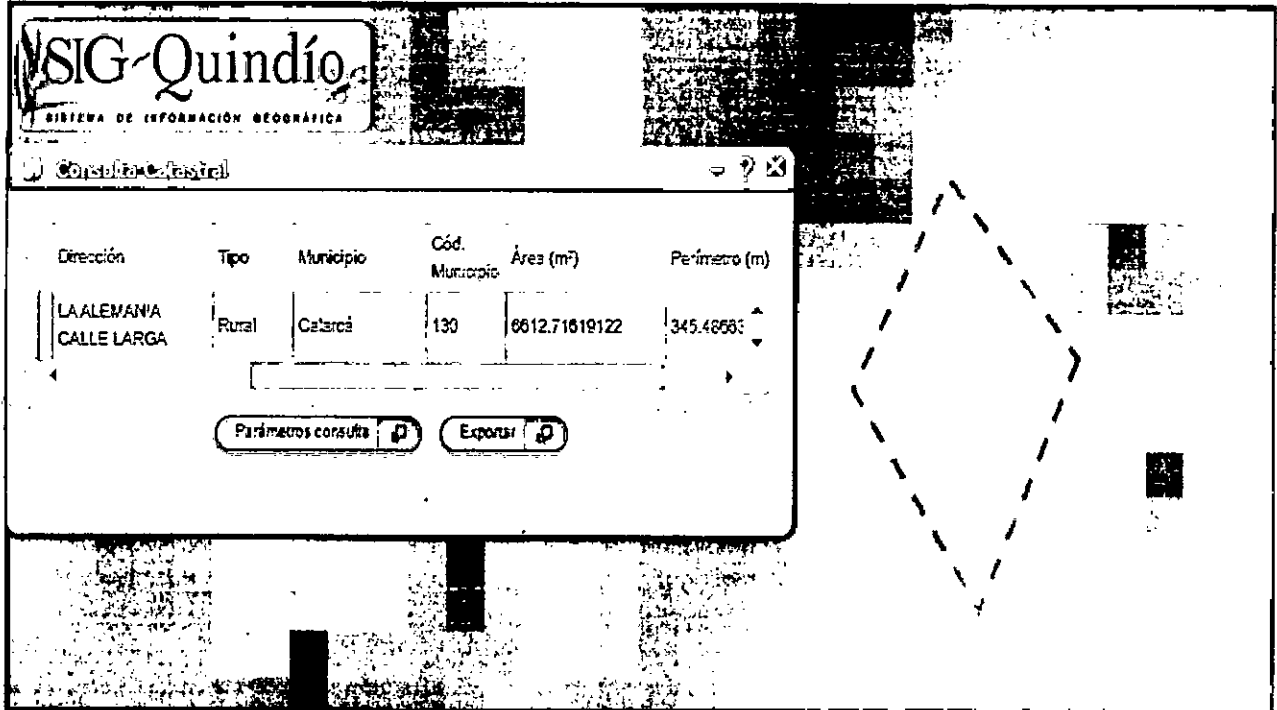 SIG-Quindío
SISTEMA DE INFORMACIÓN GEOGRÁFICA
Consulta Catastral
Dirección Tipo Municipio Cód. Municipio Área (m²) Perímetro (m)
LA ALEMANIA CALLE LARGA Rural Calarcá 130 6612.71619122 345.48663
Parámetros consulta Exportar